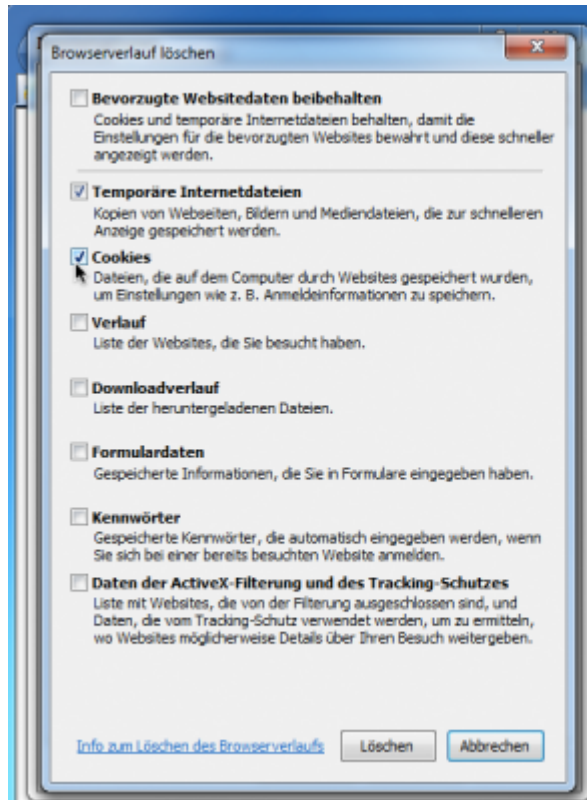 Browserverlauf löschen
Bevorzugte Websitedaten beibehalten
Cookies und temporäre Internetdateien behalten, damit die
Einstellungen für die bevorzugten Websites bewahrt und diese schneller
angezeigt werden.
Temporäre Internetdateien
Kopien von Webseiten, Bildern und Mediendateien, die zur schnelleren
Anzeige gespeichert werden.
Cookies
Dateien, die auf dem Computer durch Websites gespeichert wurden,
um Einstellungen wie z. B. Anmeldeinformationen zu speichern.
Verlauf
Liste der Websites, die Sie besucht haben.
Downloadverlauf
Liste der heruntergeladenen Dateien.
Formulardaten
Gespeicherte Informationen, die Sie in Formulare eingegeben haben.
Kennwörter
Gespeicherte Kennwörter, die automatisch eingegeben werden, wenn
Sie sich bei einer bereits besuchten Website anmelden.
Daten der ActiveX-Filterung und des Tracking-Schutzes
Liste mit Websites, die von der Filterung ausgeschlossen sind, und
Daten, die vom Tracking-Schutz verwendet werden, um zu ermitteln,
wo Websites möglicherweise Details über Ihren Besuch weitergeben.
Info zum Löschen des Browserverlaufs Löschen Abbrechen